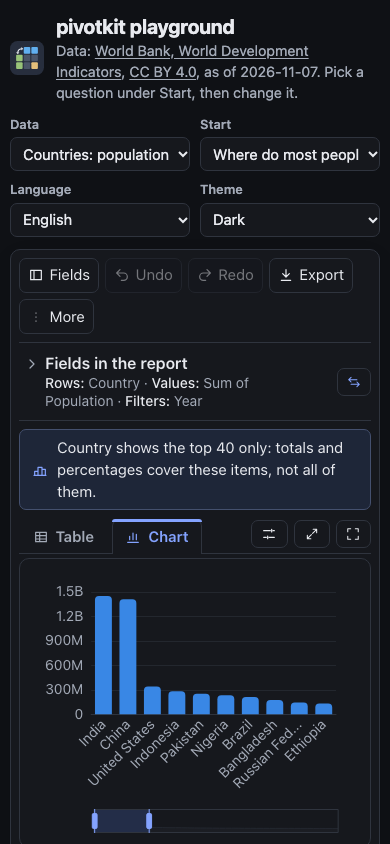 pivotkit playground
Data: World Bank, World Development
Indicators, CC BY 4.0, as of 2026-11-07. Pick a
question under Start, then change it.
Data
Start
Countries: population
Where do most peopl
Language
Theme
English
Dark
Fields
Undo
Redo
Export
More
Fields in the report
Rows: Country · Values: Sum of
Population · Filters: Year
Country shows the top 40 only: totals and
percentages cover these items, not all of
them.
Table
Chart
1.5B
1.2B
900M
600M
300M
0
India
China
United States
Indonesia
Pakistan
Nigeria
Brazil
Bangladesh
Russian Fed...
Ethiopia